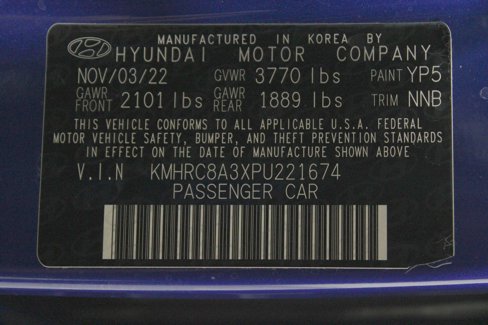 MANUFACTURED IN KOREA BY
HYUNDAI MOTOR COMPANY
NOV/03/22 GVWR 3770 lbs PAINT YP5
GAWR FRONT 2101 lbs GAWR REAR 1889 lbs TRIM NNB
THIS VEHICLE CONFORMS TO ALL APPLICABLE U.S.A. FEDERAL
MOTOR VEHICLE SAFETY, BUMPER, AND THEFT PREVENTION STANDARDS
IN EFFECT ON THE DATE OF MANUFACTURE SHOWN ABOVE
V.I.N KMHRC8A3XPU221674
PASSENGER CAR